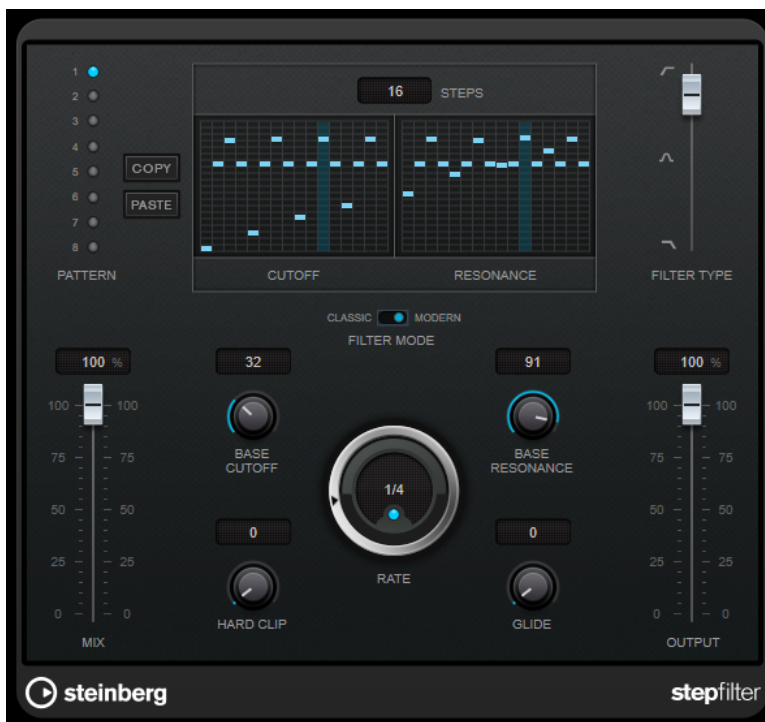 1
2
3
4
5
6
7
8
PATTERN
COPY
PASTE
16 STEPS
CUTOFF RESONANCE
FILTER TYPE
CLASSIC MODERN
FILTER MODE
100 %
100 100
75 75
50 50
25 25
0 0
MIX
32
BASE
CUTOFF
0
HARD CLIP
1/4
RATE
91
BASE
RESONANCE
0
GLIDE
100 %
100 100
75 75
50 50
25 25
0 0
OUTPUT
steinberg
stepfilter